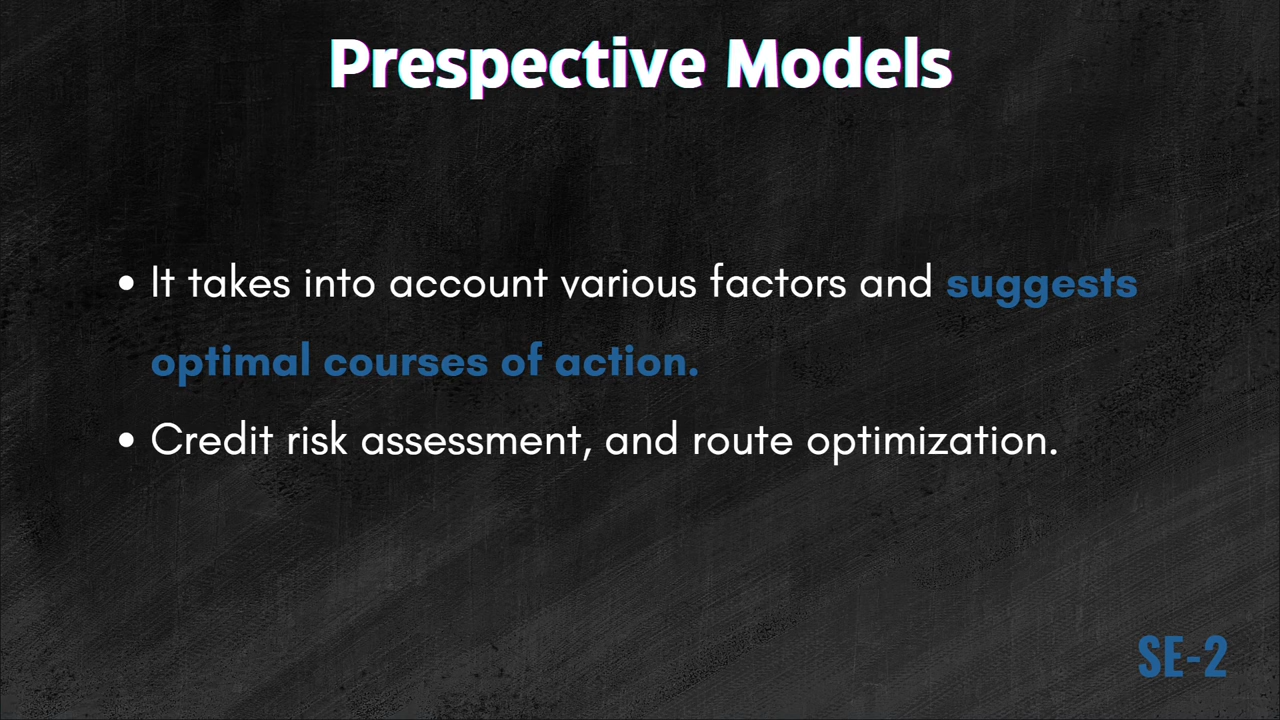 Prespective Models
• It takes into account various factors and suggests
optimal courses of action.
• Credit risk assessment, and route optimization.
SE-2